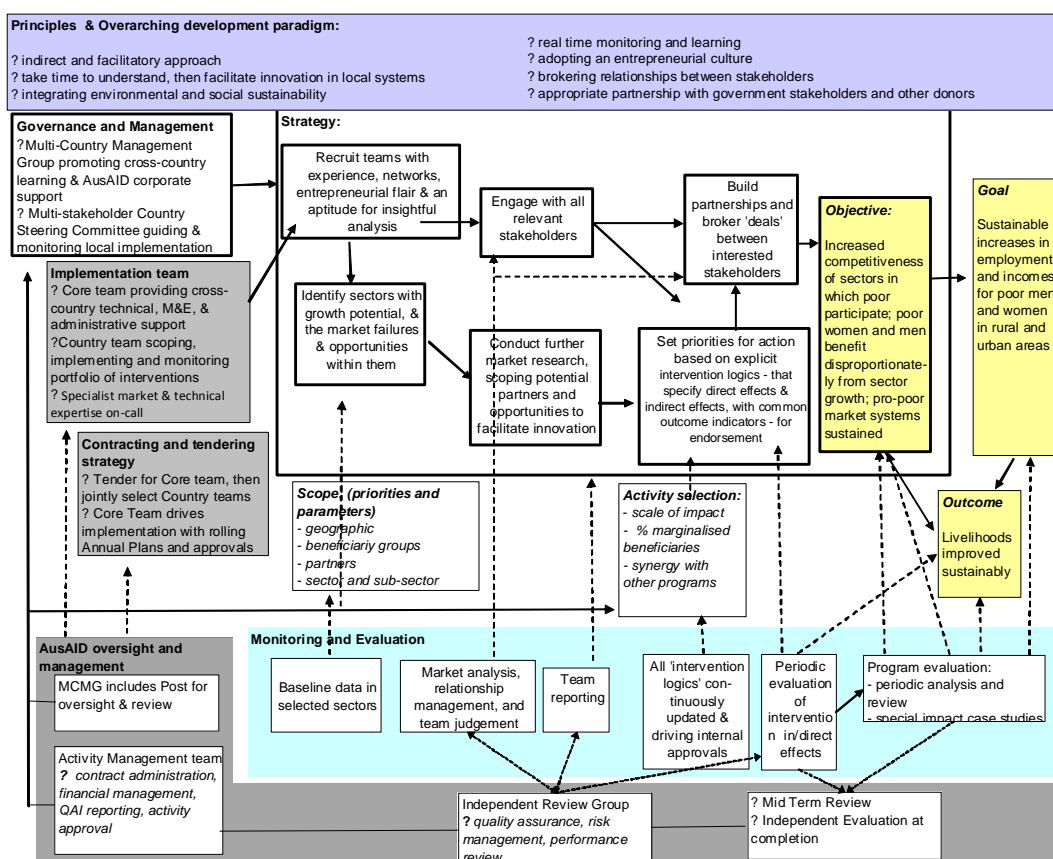 Principles & Overarching development paradigm:
? indirect and facilitatory approach
? take time to understand, then facilitate innovation in local systems
? integrating environmental and social sustainability
? real time monitoring and learning
? adopting an entrepreneurial culture
? brokering relationships between stakeholders
? appropriate partnership with government stakeholders and other donors
Governance and Management
?Multi-Country Management
Group promoting cross-country
learning & AusAID corporate
support
? Multi-stakeholder Country
Steering Committee guiding &
monitoring local implementation
Implementation team
? Core team providing cross-
country technical, M&E, &
administrative support
?Country team scoping,
implementing and monitoring
portfolio of interventions
? Specialist market & technical
expertise on-call
Contracting and tendering
strategy
? Tender for Core team, then
jointly select Country teams
? Core Team drives
implementation with rolling
Annual Plans and approvals
Strategy:
Recruit teams with
experience, networks,
entrepreneurial flair & an
aptitude for insightful
analysis
Engage with all
relevant
stakeholders
Build
partnerships and
broker 'deals'
between
interested
stakeholders
Identify sectors with
growth potential, &
the market failures
& opportunities
within them
Conduct further
market research,
scoping potential
partners and
opportunities to
facilitate innovation
Set priorities for action
based on explicit
intervention logics - that
specify direct effects &
indirect effects, with common
outcome indicators - for
endorsement
Objective:
Increased
competitiveness
of sectors in
which poor
participate; poor
women and men
benefit
disproportionate-
ly from sector
growth; pro-poor
market systems
sustained
Goal
Sustainable
increases in
employment
and incomes
for poor men
and women
in rural and
urban areas
Outcome
Livelihoods
improved
sustainably
Scope: (priorities and
parameters)
- geographic
- beneficiariy groups
- partners
- sector and sub-sector
Activity selection:
- scale of impact
- % marginalised
beneficiaries
- synergy with
other programs
AusAID oversight and
management
MCMG includes Post for
oversight & review
Activity Management team
? contract administration,
financial management,
QAI reporting, activity
approval
Monitoring and Evaluation
Baseline data in
selected sectors
Market analysis,
relationship
management, and
team judgement
Team
reporting
All 'intervention
logics' con-
tinuously
updated &
driving internal
approvals
Periodic
evaluation
of
interventio
n in/direct
effects
Program evaluation:
- periodic analysis and
review
- special impact case studies
Independent Review Group
? quality assurance, risk
management, performance
review
? Mid Term Review
? Independent Evaluation at
completion